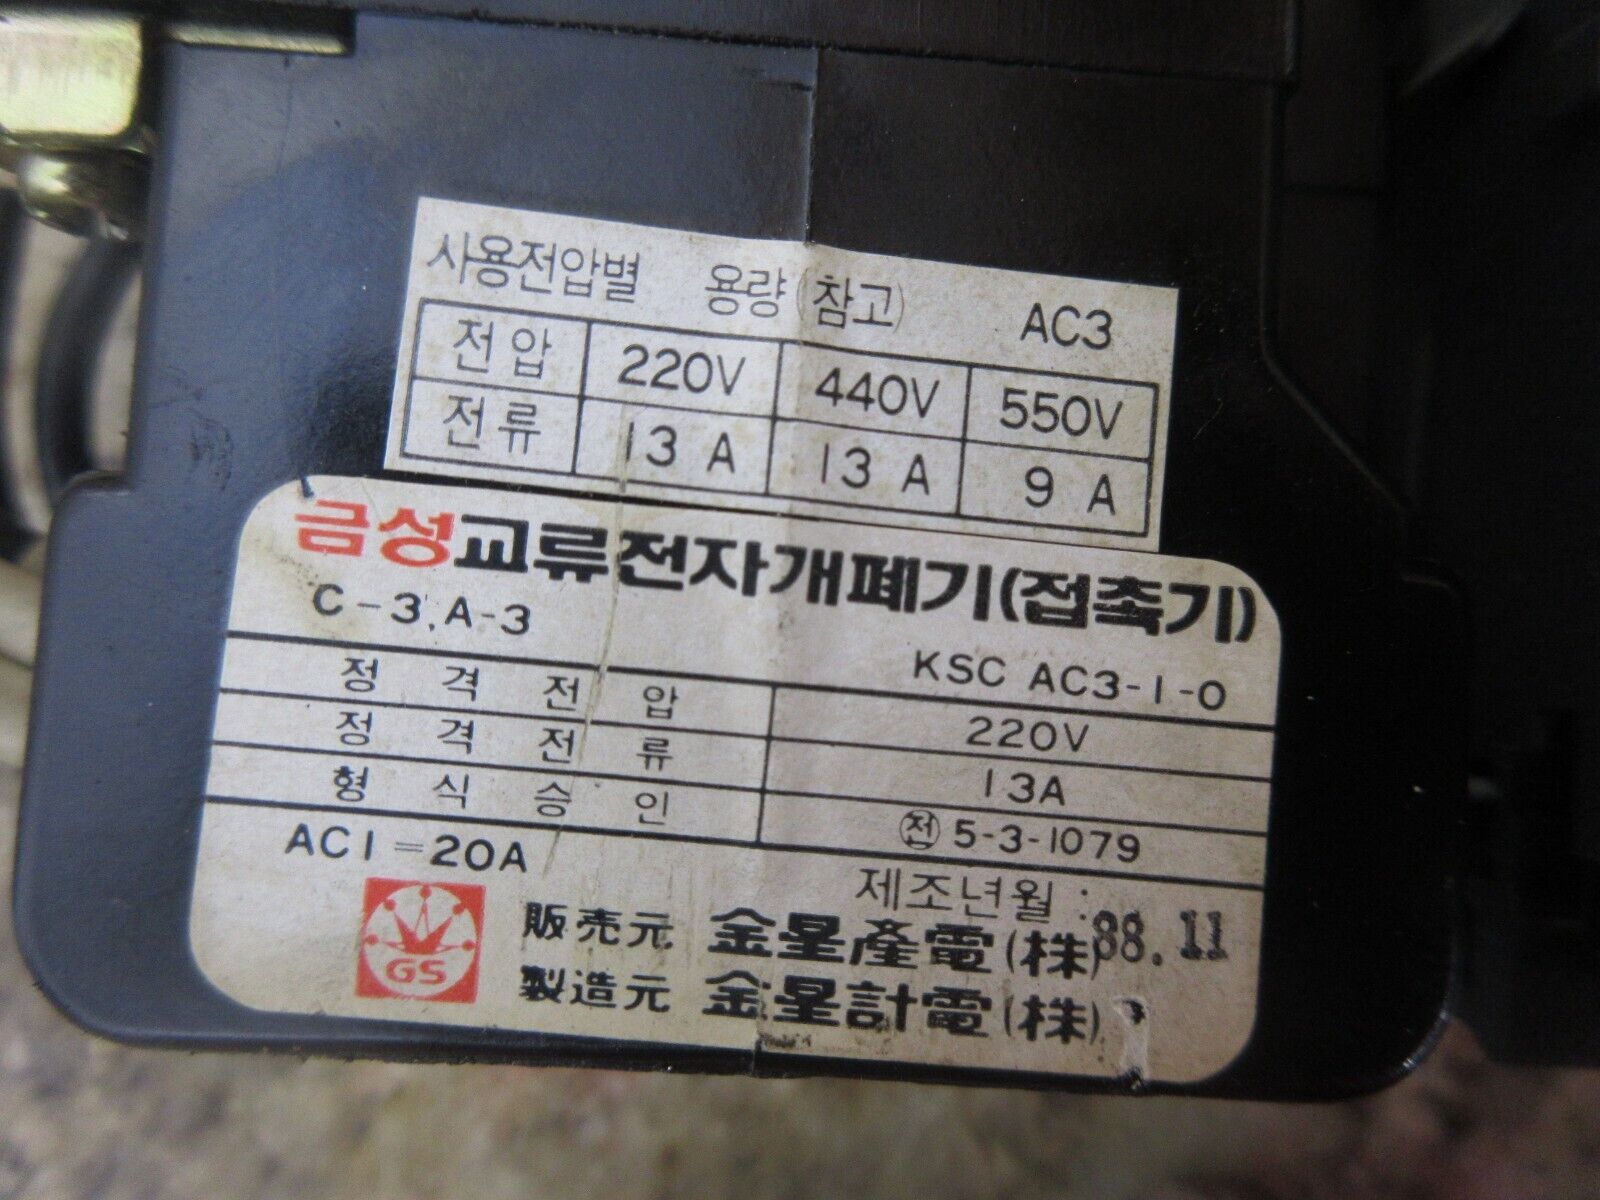 사용전압별 용량(참고) AC3
전압 220V 440V 550V
전류 13 A 13 A 9 A
금성교류전자개폐기(접촉기)
C-3, A-3
KSC AC3-1-0
정격전압 220V
정격전류 13A
형식승인 ㉠ 5-3-1079
AC1=20A
제조년월 : 88.11
GS
販売元 金星産電(株)
製造元 金星計電(株)